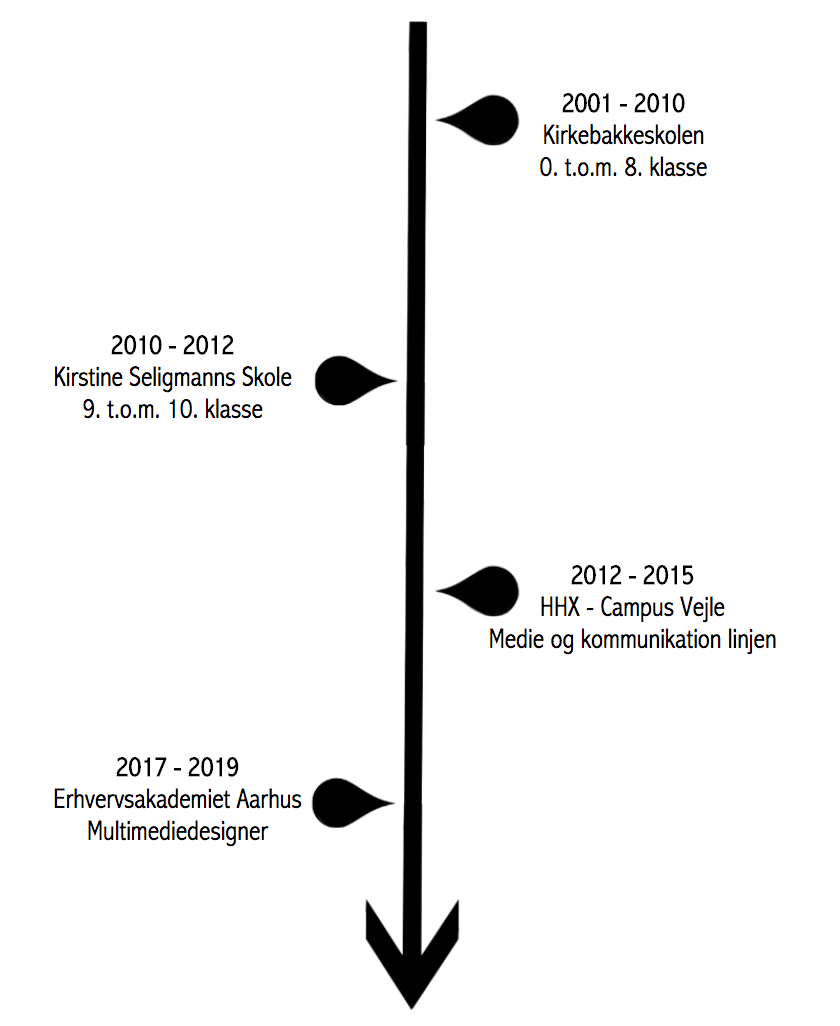 2001 - 2010
Kirkebakkeskolen
0. t.o.m. 8. klasse
2010 - 2012
Kirstine Seligmanns Skole
9. t.o.m. 10. klasse
2012 - 2015
HHX - Campus Vejle
Medie og kommunikation linjen
2017 - 2019
Erhvervsakademiet Aarhus
Multimediedesigner